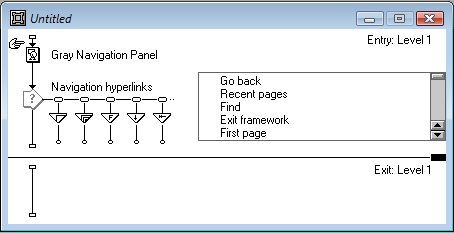 Untitled
Entry: Level 1
Gray Navigation Panel
Navigation hyperlinks
?
Go back
Recent pages
Find
Exit framework
First page
Exit: Level 1